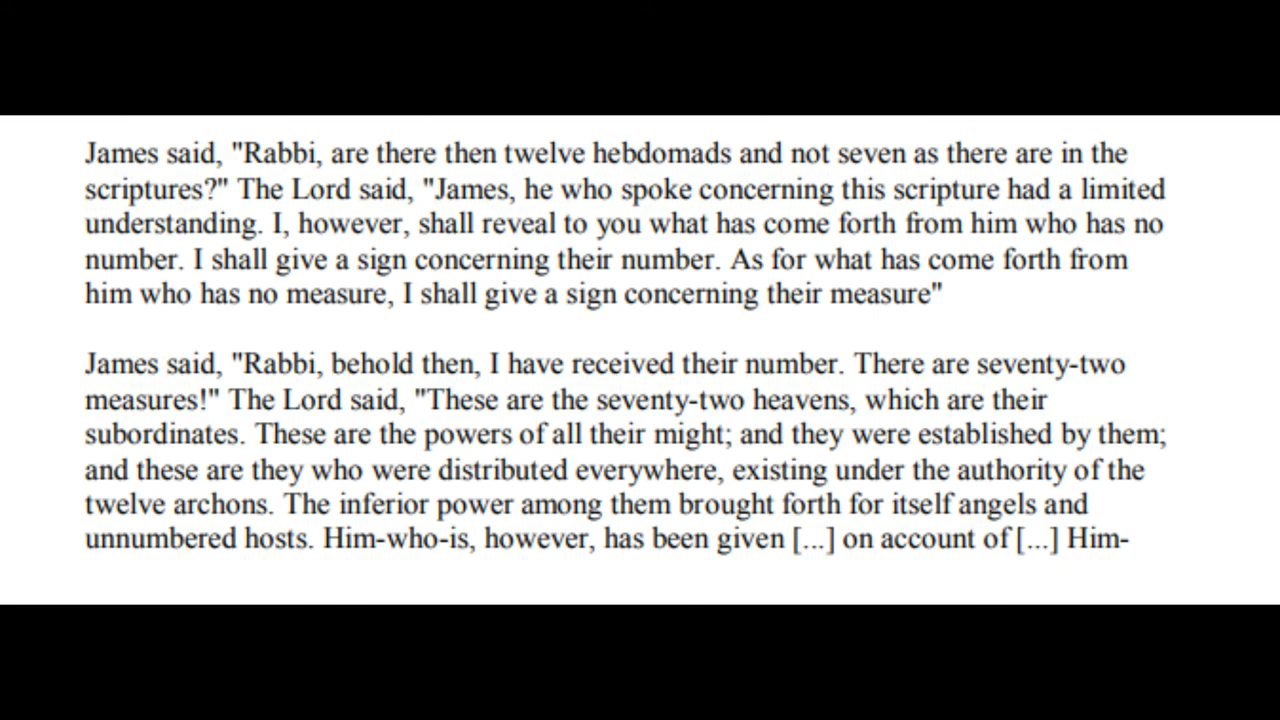 James said, "Rabbi, are there then twelve hebdomads and not seven as there are in the
scriptures?" The Lord said, "James, he who spoke concerning this scripture had a limited
understanding. I, however, shall reveal to you what has come forth from him who has no
number. I shall give a sign concerning their number. As for what has come forth from
him who has no measure, I shall give a sign concerning their measure"
James said, "Rabbi, behold then, I have received their number. There are seventy-two
measures!" The Lord said, "These are the seventy-two heavens, which are their
subordinates. These are the powers of all their might; and they were established by them;
and these are they who were distributed everywhere, existing under the authority of the
twelve archons. The inferior power among them brought forth for itself angels and
unnumbered hosts. Him-who-is, however, has been given [...] on account of [...] Him-